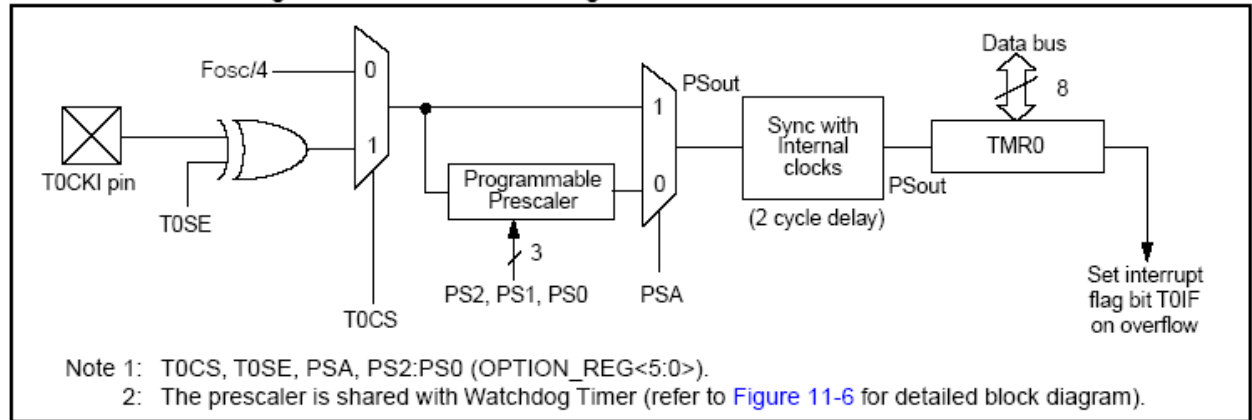 Data bus
Fosc/4
0
PSout
8
1
Sync with
Internal
clocks
TMR0
1
T0CKI pin
Programmable
Prescaler
0
PSout
T0SE
(2 cycle delay)
3
Set interrupt
flag bit T0IF
on overflow
PS2, PS1, PS0
PSA
T0CS
Note 1: T0CS, T0SE, PSA, PS2:PS0 (OPTION_REG<5:0>).
2: The prescaler is shared with Watchdog Timer (refer to Figure 11-6 for detailed block diagram).